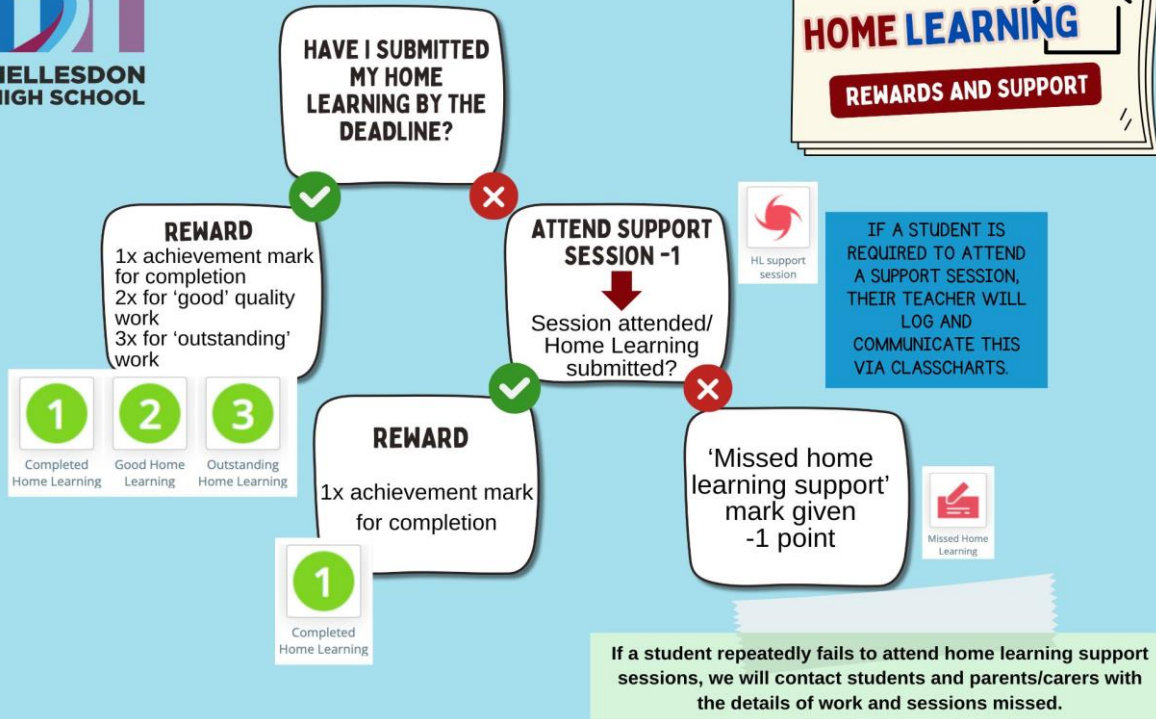 HELLESDON
HIGH SCHOOL
HOME LEARNING
REWARDS AND SUPPORT
HAVE I SUBMITTED
MY HOME
LEARNING BY THE
DEADLINE?
REWARD
1x achievement mark
for completion
2x for ‘good’ quality
work
3x for ‘outstanding’
work
1
Completed
Home Learning
2
Good Home
Learning
3
Outstanding
Home Learning
ATTEND SUPPORT
SESSION -1
Session attended/
Home Learning
submitted?
HL support
session
IF A STUDENT IS
REQUIRED TO ATTEND
A SUPPORT SESSION,
THEIR TEACHER WILL
LOG AND
COMMUNICATE THIS
VIA CLASSCHARTS.
REWARD
1x achievement mark
for completion
1
Completed
Home Learning
‘Missed home
learning support’
mark given
-1 point
Missed Home
Learning
If a student repeatedly fails to attend home learning support
sessions, we will contact students and parents/carers with
the details of work and sessions missed.